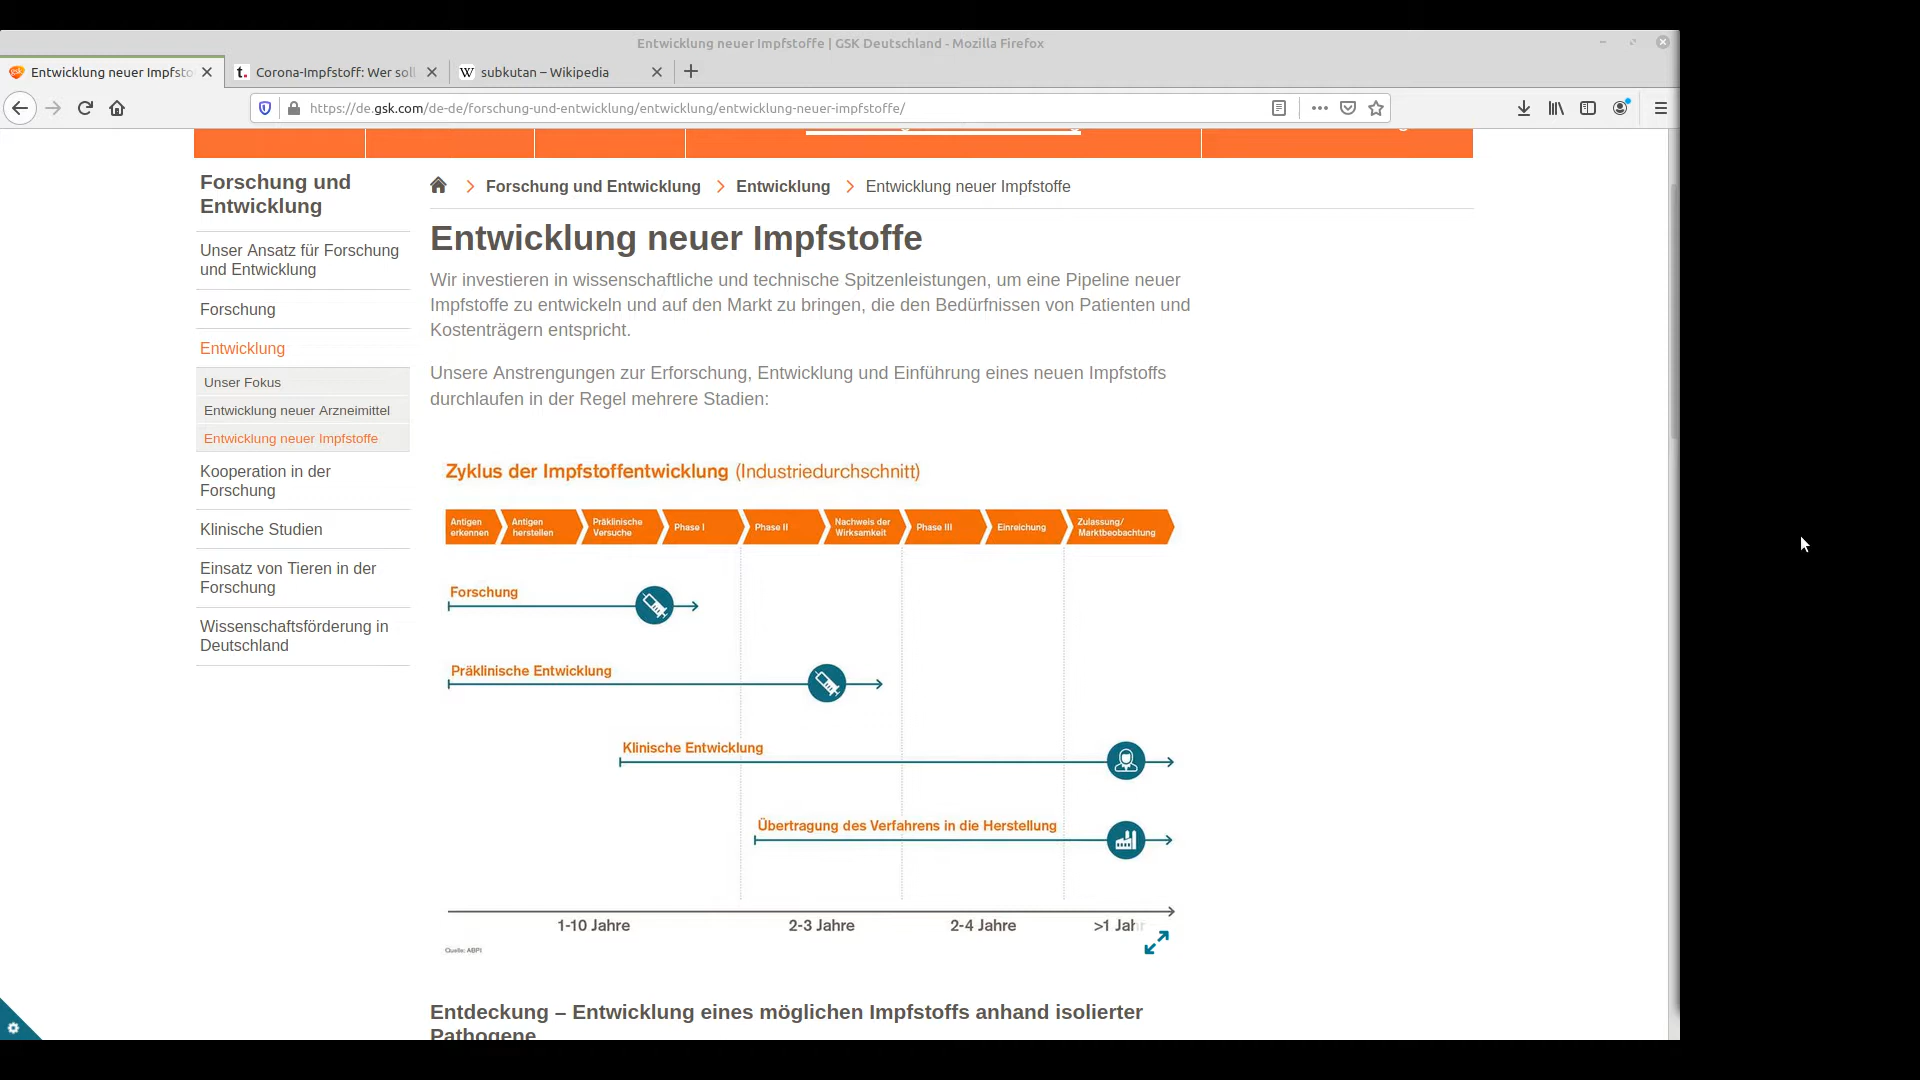 Entwicklung neuer Impfstoffe | GSK Deutschland - Mozilla Firefox
Entwicklung neuer Impfsto
Corona-Impfstoff: Wer soll
subkutan – Wikipedia
https://de.gsk.com/de-de/forschung-und-entwicklung/entwicklung/entwicklung-neuer-impfstoffe/
Forschung und
Entwicklung
Unser Ansatz für Forschung
und Entwicklung
Forschung
Entwicklung
Unser Fokus
Entwicklung neuer Arzneimittel
Entwicklung neuer Impfstoffe
Kooperation in der
Forschung
Klinische Studien
Einsatz von Tieren in der
Forschung
Wissenschaftsförderung in
Deutschland
Forschung und Entwicklung > Entwicklung > Entwicklung neuer Impfstoffe
Entwicklung neuer Impfstoffe
Wir investieren in wissenschaftliche und technische Spitzenleistungen, um eine Pipeline neuer
Impfstoffe zu entwickeln und auf den Markt zu bringen, die den Bedürfnissen von Patienten und
Kostenträgern entspricht.
Unsere Anstrengungen zur Erforschung, Entwicklung und Einführung eines neuen Impfstoffs
durchlaufen in der Regel mehrere Stadien:
Zyklus der Impfstoffentwicklung (Industriedurchschnitt)
Antigen
erkennen
Antigen
herstellen
Präklinische
Versuche
Phase I
Phase II
Nachweis der
Wirksamkeit
Phase III
Einreichung
Zulassung/
Marktbeobachtung
Forschung
Präklinische Entwicklung
Klinische Entwicklung
Übertragung des Verfahrens in die Herstellung
1-10 Jahre
2-3 Jahre
2-4 Jahre
>1 Jahr
Quelle: ABPI
Entdeckung – Entwicklung eines möglichen Impfstoffs anhand isolierter
Pathogene